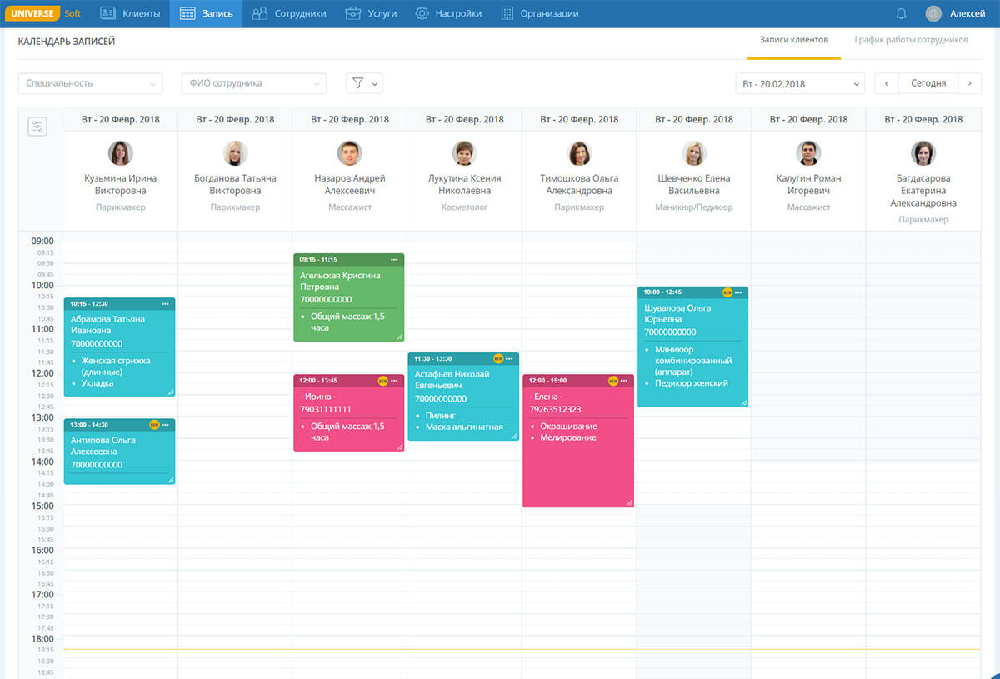 UNIVERSE Soft Клиенты Запись Сотрудники Услуги Настройки Организации Алексей
КАЛЕНДАРЬ ЗАПИСЕЙ Записи клиентов График работы сотрудников
Специальность ФИО сотрудника Вт - 20.02.2018 ‹ Сегодня ›
Вт - 20 Февр. 2018 Вт - 20 Февр. 2018 Вт - 20 Февр. 2018 Вт - 20 Февр. 2018 Вт - 20 Февр. 2018 Вт - 20 Февр. 2018 Вт - 20 Февр. 2018 Вт - 20 Февр. 2018
Кузьмина Ирина
Викторовна
Парикмахер
Богданова Татьяна
Викторовна
Парикмахер
Назаров Андрей
Алексеевич
Массажист
Лукутина Ксения
Николаевна
Косметолог
Тимошкова Ольга
Александровна
Парикмахер
Шевченко Елена
Васильевна
Маникюр/Педикюр
Калугин Роман
Игоревич
Массажист
Багдасарова
Екатерина
Александровна
Парикмахер
09:00
09:15
09:30
09:45
10:00
10:15
10:30
10:45
11:00
11:15
11:30
11:45
12:00
12:15
12:30
12:45
13:00
13:15
13:30
13:45
14:00
14:15
14:30
14:45
15:00
15:15
15:30
15:45
16:00
16:15
16:30
16:45
17:00
17:15
17:30
17:45
18:00
18:15
18:30
18:45
10:15 - 12:30
Абрамова Татьяна
Ивановна
70000000000
• Женская стрижка
(длинные)
• Укладка
13:00 - 14:30 NEW
Антипова Ольга
Алексеевна
70000000000
09:15 - 11:15
Агельская Кристина
Петровна
70000000000
• Общий массаж 1,5
часа
12:00 - 13:45 NEW
- Ирина -
79031111111
• Общий массаж 1,5
часа
11:30 - 13:30 NEW
Астафьев Николай
Евгеньевич
70000000000
• Пилинг
• Маска альгинатная
12:00 - 15:00 NEW
- Елена -
79263512323
• Окрашивание
• Мелирование
10:00 - 12:45 NEW
Шувалова Ольга
Юрьевна
70000000000
• Маникюр
комбинированный
(аппарат)
• Педикюр женский